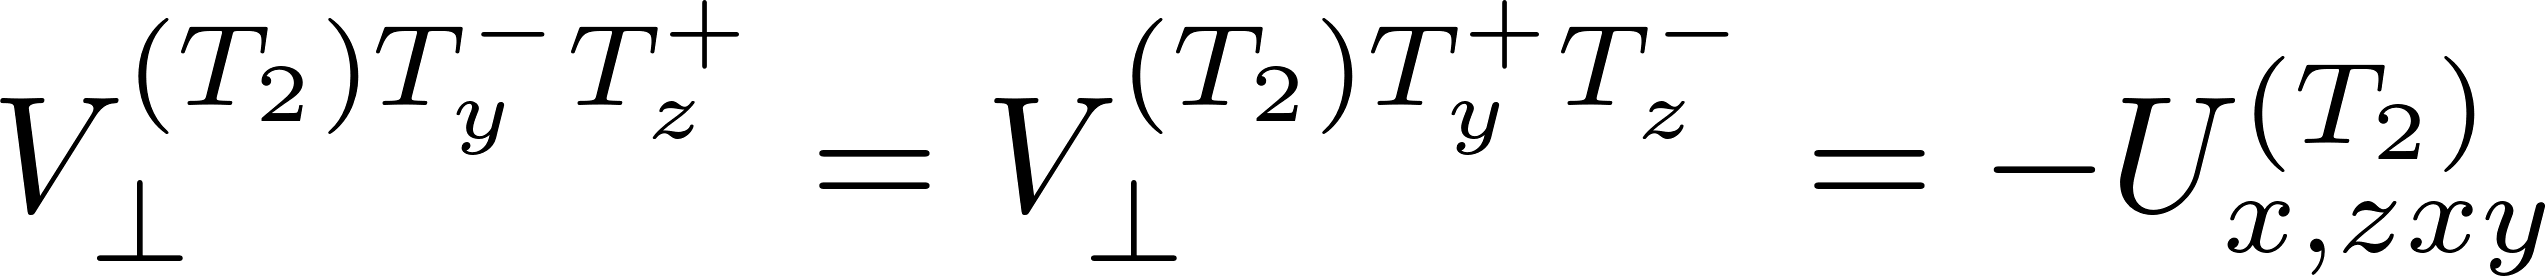 $V_{\perp}^{(T_2)T_y^- T_z^+} = V_{\perp}^{(T_2)T_y^+ T_z^-} = -U_{x,zxy}^{(T_2)}$